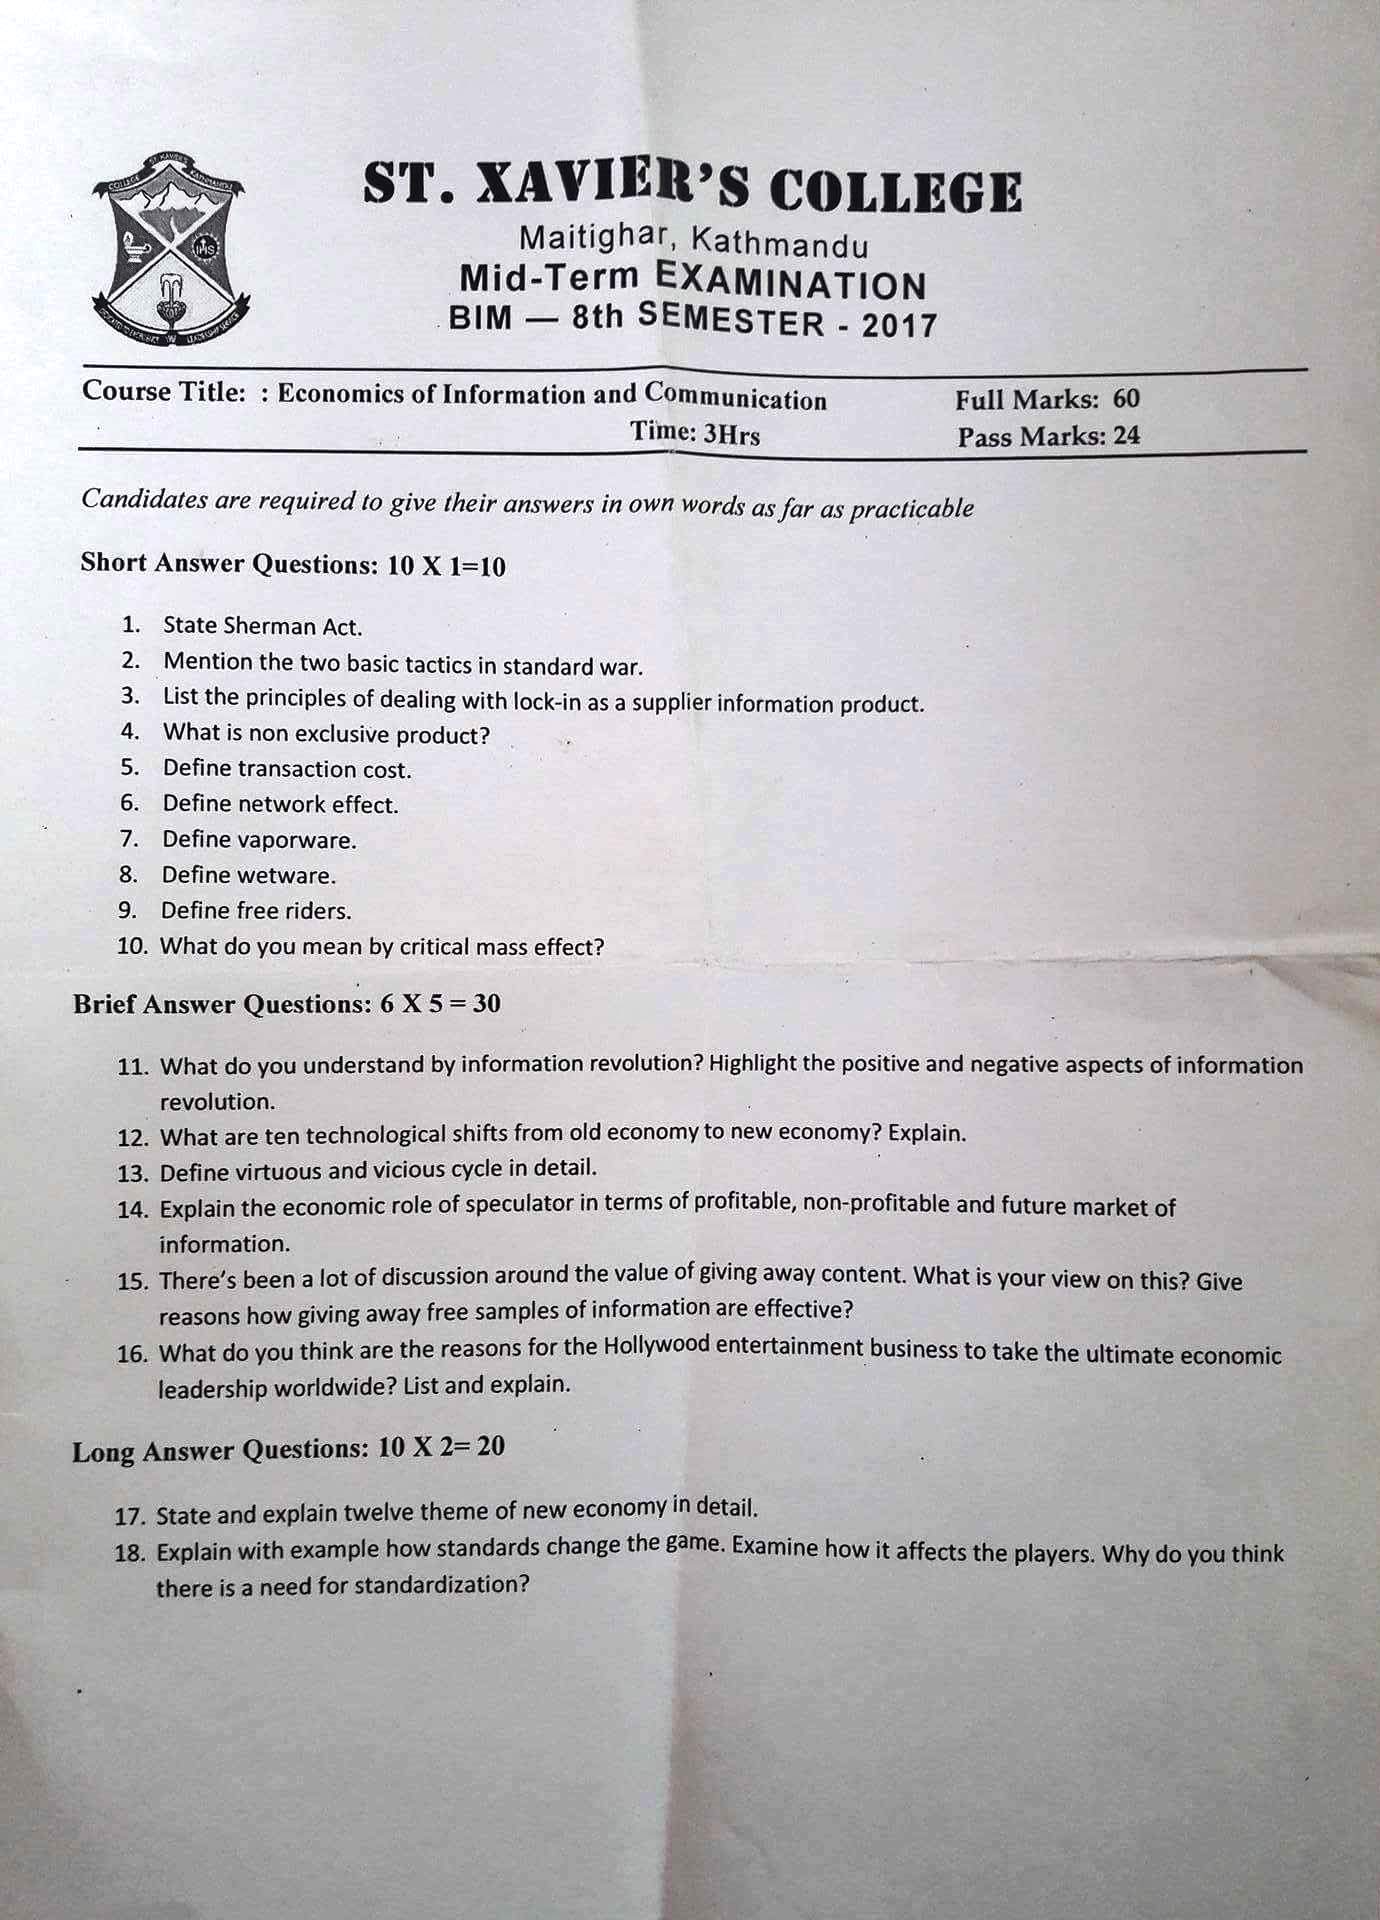 ST. XAVIER'S
COLLEGE KATHMANDU
IHS
ST. XAVIER'S COLLEGE
Maitighar, Kathmandu
Mid-Term EXAMINATION
BIM — 8th SEMESTER - 2017
Course Title: : Economics of Information and Communication Full Marks: 60
Time: 3Hrs Pass Marks: 24
Candidates are required to give their answers in own words as far as practicable
Short Answer Questions: 10 X 1=10
1. State Sherman Act.
2. Mention the two basic tactics in standard war.
3. List the principles of dealing with lock-in as a supplier information product.
4. What is non exclusive product?
5. Define transaction cost.
6. Define network effect.
7. Define vaporware.
8. Define wetware.
9. Define free riders.
10. What do you mean by critical mass effect?
Brief Answer Questions: 6 X 5 = 30
11. What do you understand by information revolution? Highlight the positive and negative aspects of information
revolution.
12. What are ten technological shifts from old economy to new economy? Explain.
13. Define virtuous and vicious cycle in detail.
14. Explain the economic role of speculator in terms of profitable, non-profitable and future market of
information.
15. There's been a lot of discussion around the value of giving away content. What is your view on this? Give
reasons how giving away free samples of information are effective?
16. What do you think are the reasons for the Hollywood entertainment business to take the ultimate economic
leadership worldwide? List and explain.
Long Answer Questions: 10 X 2= 20
17. State and explain twelve theme of new economy in detail.
18. Explain with example how standards change the game. Examine how it affects the players. Why do you think
there is a need for standardization?